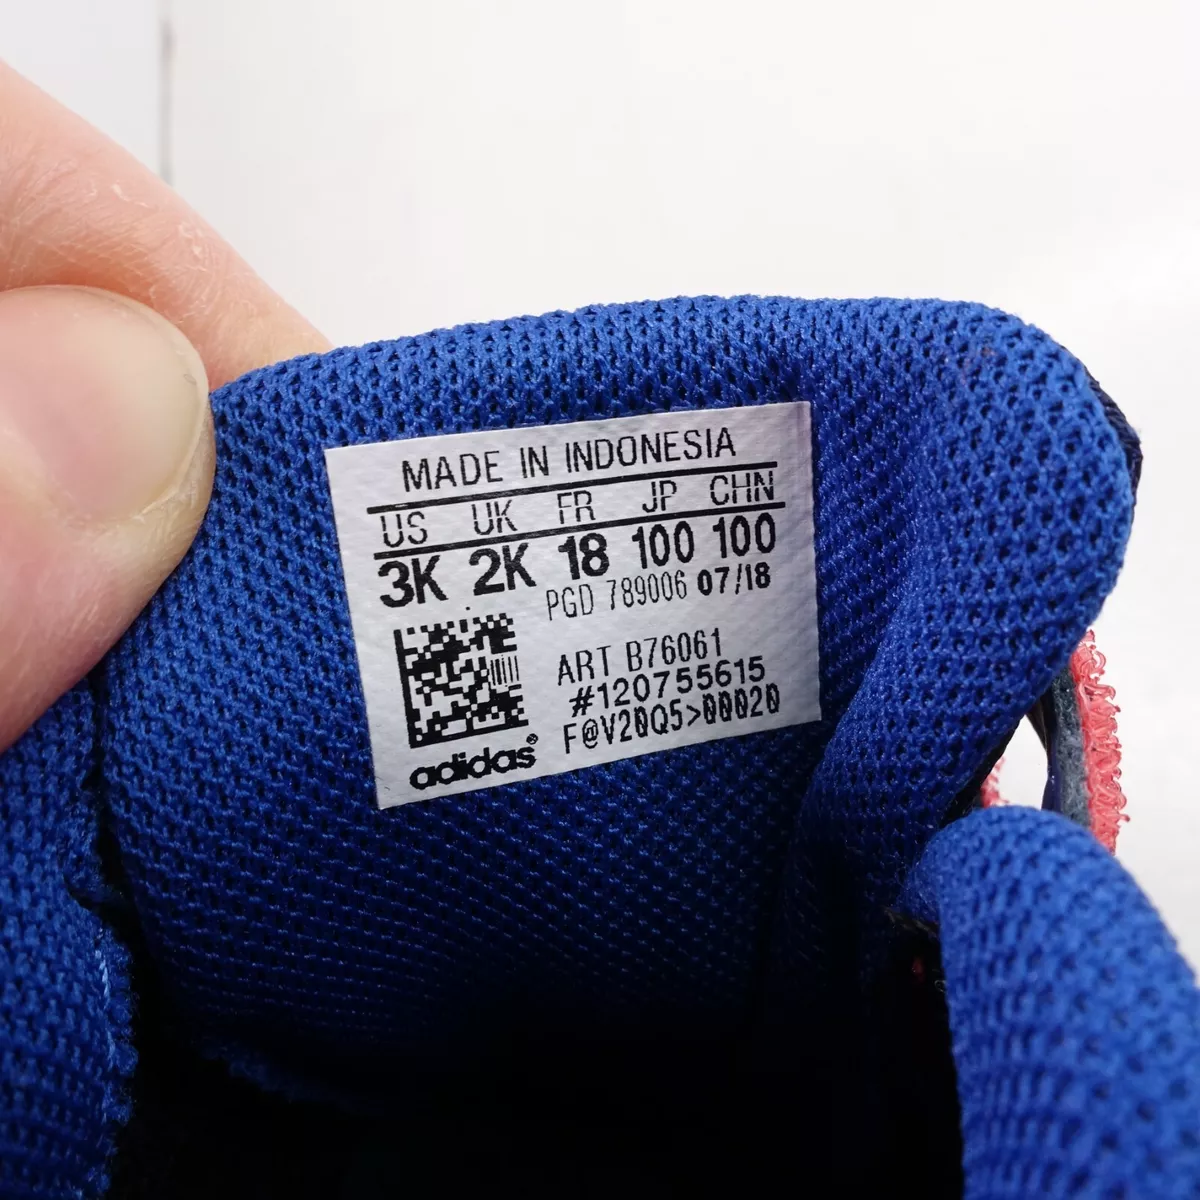 MADE IN INDONESIA
US UK FR JP CHN
3K 2K 18 100 100
PGD 789006 07/18
ART B76061
#120755615
F@V20Q5>00020
adidas®